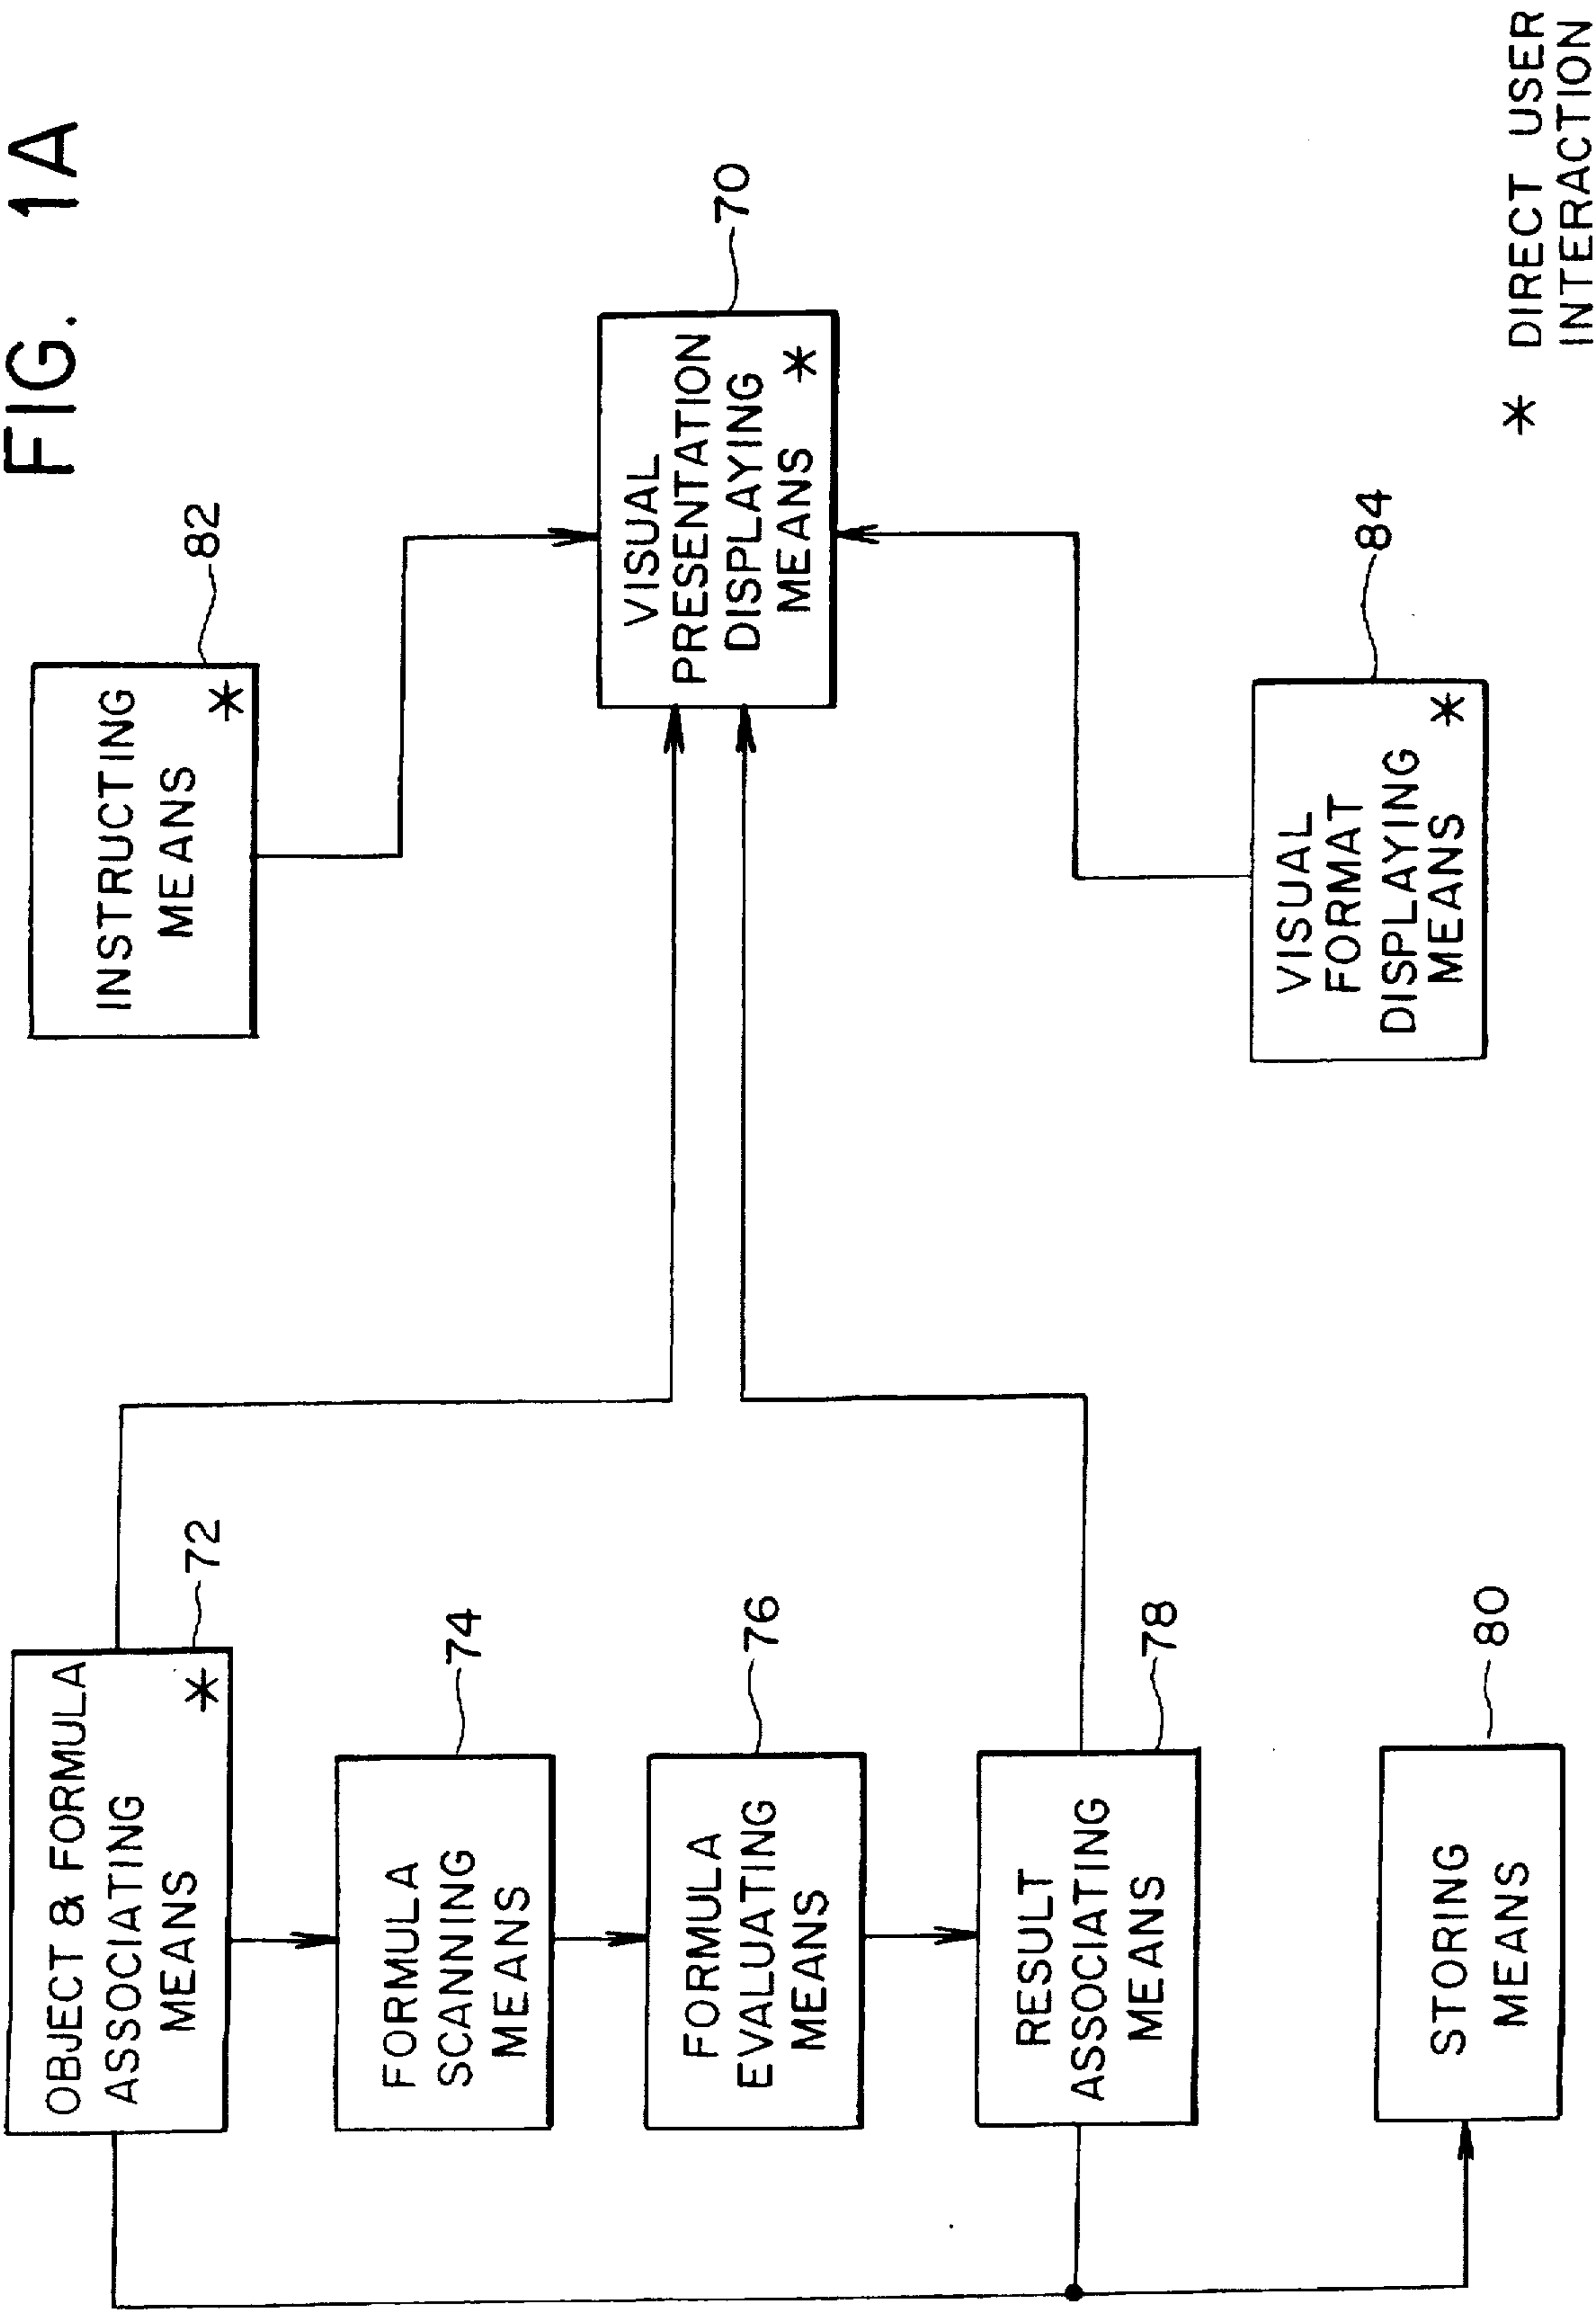 FIG. 1A
OBJECT & FORMULA
ASSOCIATING
MEANS
*
72
FORMULA
SCANNING
MEANS
74
FORMULA
EVALUATING
MEANS
76
RESULT
ASSOCIATING
MEANS
78
STORING
MEANS
80
INSTRUCTING
MEANS
*
82
VISUAL
PRESENTATION
DISPLAYING
MEANS *
70
VISUAL
FORMAT
DISPLAYING
MEANS *
84
* DIRECT USER
INTERACTION